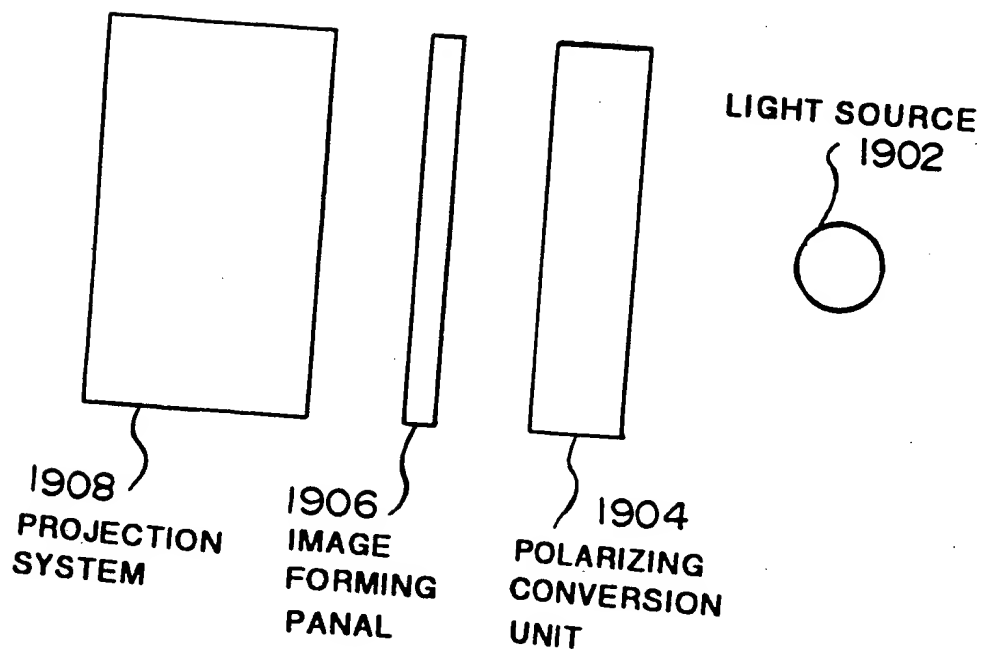 LIGHT SOURCE
1902
1908
PROJECTION
SYSTEM
1906
IMAGE
FORMING
PANAL
1904
POLARIZING
CONVERSION
UNIT